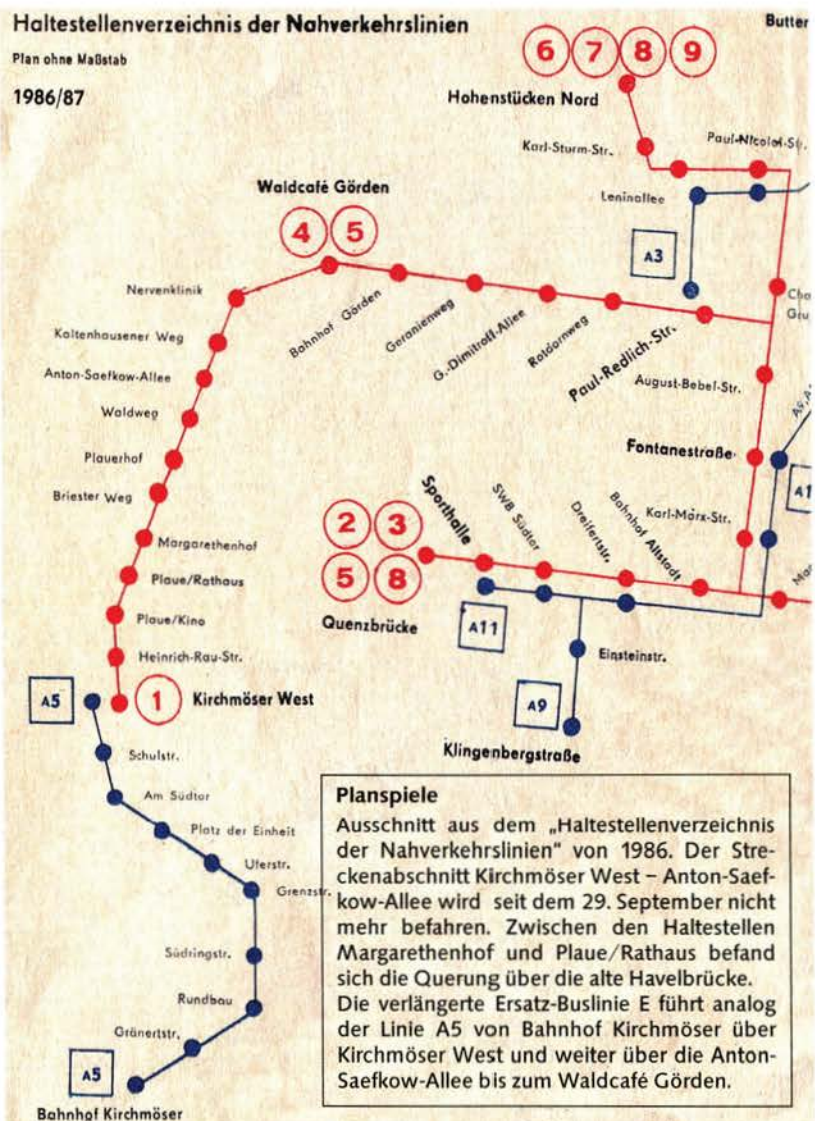 Haltestellenverzeichnis der Nahverkehrslinien
Plan ohne Maßstab
1986/87
Butter
6 7 8 9
Hohenstücken Nord
Karl-Sturm-Str.
Paul-Nicolai-Str.
Leninallee
A3
Waldcafé Görden
4 5
Nervenklinik
Bahnhof Görden
Geranienweg
G.-Dimitroff-Allee
Rotdornweg
Paul-Redlich-Str.
Cha
Gru
Kaltenhausener Weg
Anton-Saefkow-Allee
Waldweg
Plauerhof
Briester Weg
Margarethenhof
Plaue/Rathaus
Plaue/Kino
Heinrich-Rau-Str.
August-Bebel-Str.
Fontanestraße
A1
Karl-Marx-Str.
2 3
5 8
Quenzbrücke
Sporthalle
SWB Südtor
Dreifertstr.
Bahnhof Altstadt
Mar
A11
Einsteinstr.
A9
Klingenbergstraße
A5
1
Kirchmöser West
Schulstr.
Am Südtor
Platz der Einheit
Uferstr.
Grenzstr.
Südringstr.
Rundbau
Gränertstr.
A5
Bahnhof Kirchmöser
Planspiele
Ausschnitt aus dem „Haltestellenverzeichnis
der Nahverkehrslinien" von 1986. Der Stre-
ckenabschnitt Kirchmöser West – Anton-Saef-
kow-Allee wird seit dem 29. September nicht
mehr befahren. Zwischen den Haltestellen
Margarethenhof und Plaue/Rathaus befand
sich die Querung über die alte Havelbrücke.
Die verlängerte Ersatz-Buslinie E führt analog
der Linie A5 von Bahnhof Kirchmöser über
Kirchmöser West und weiter über die Anton-
Saefkow-Allee bis zum Waldcafé Görden.